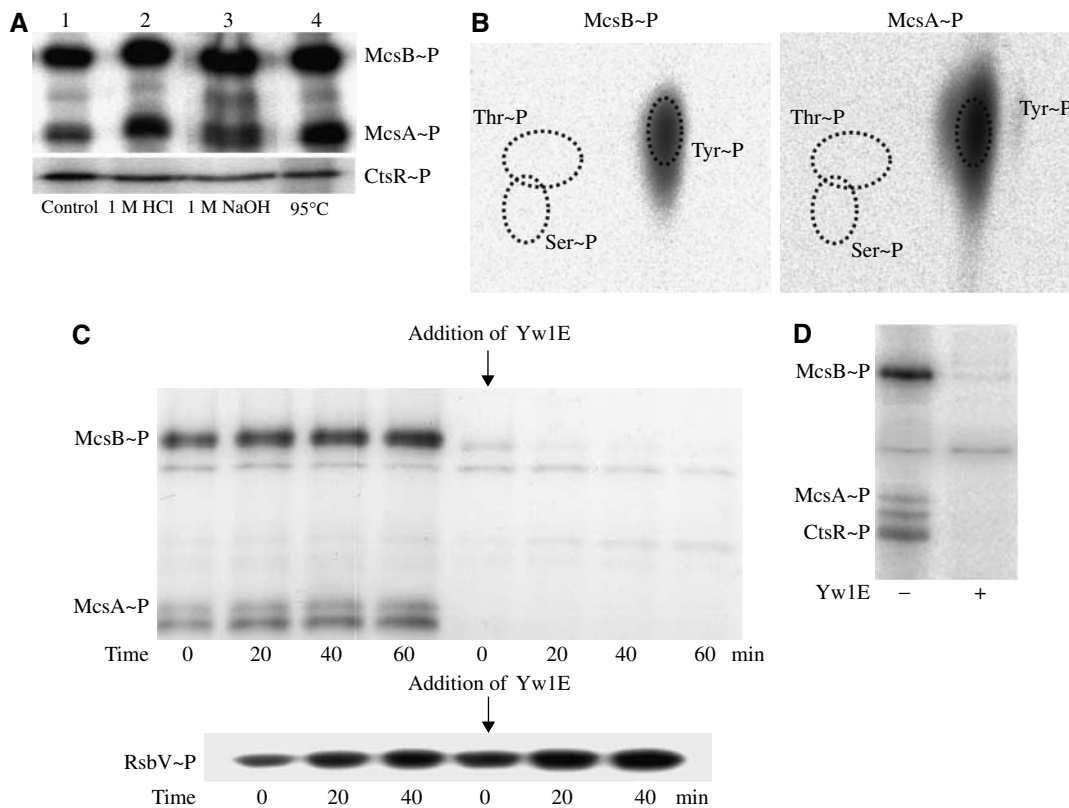 A
1 2 3 4
McsB~P
McsA~P
CtsR~P
Control 1 M HCl 1 M NaOH 95°C
B
McsB~P McsA~P
Thr~P
Tyr~P
Ser~P
Thr~P
Tyr~P
Ser~P
C
Addition of Yw1E
McsB~P
McsA~P
Time 0 20 40 60 0 20 40 60 min
Addition of Yw1E
RsbV~P
Time 0 20 40 0 20 40 min
D
McsB~P
McsA~P
CtsR~P
Yw1E – +